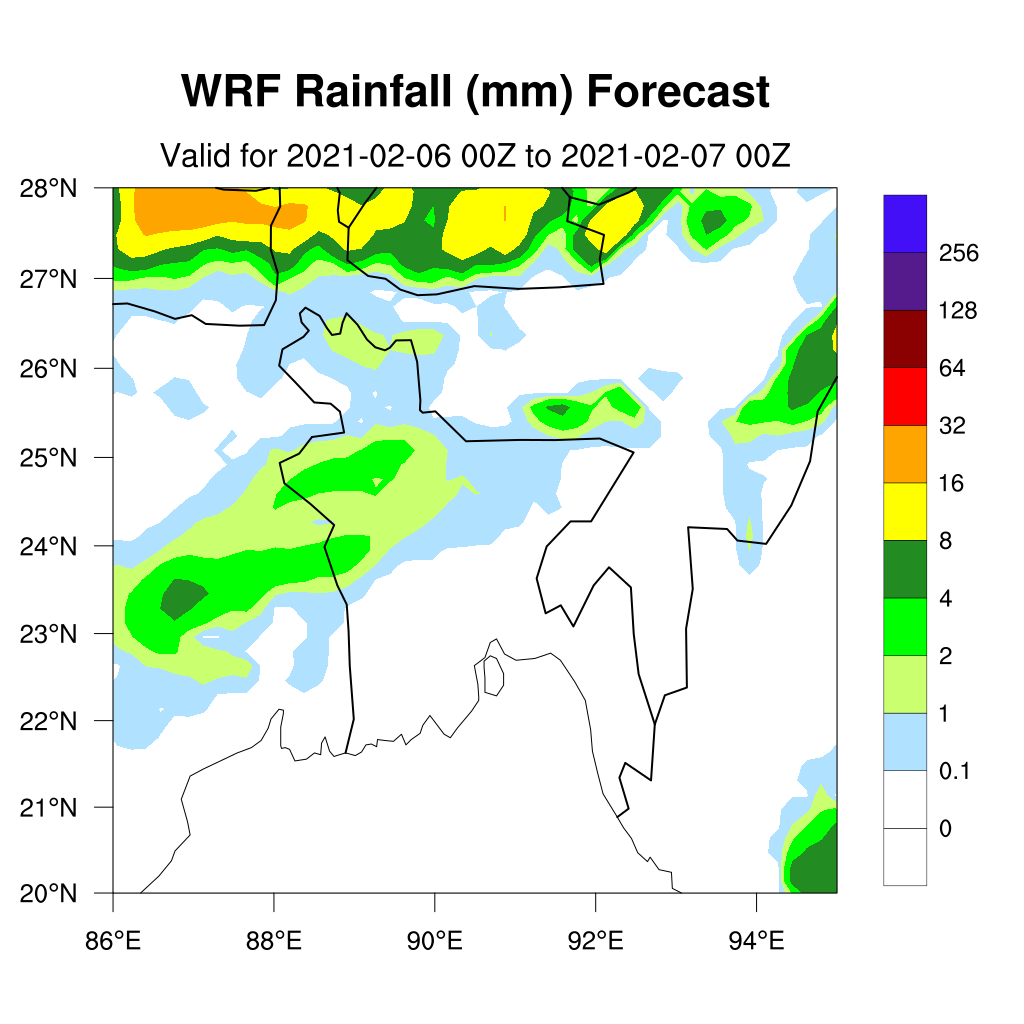 WRF Rainfall (mm) Forecast
Valid for 2021-02-06 00Z to 2021-02-07 00Z
28°N
27°N
26°N
25°N
24°N
23°N
22°N
21°N
20°N
86°E
88°E
90°E
92°E
94°E
256
128
64
32
16
8
4
2
1
0.1
0